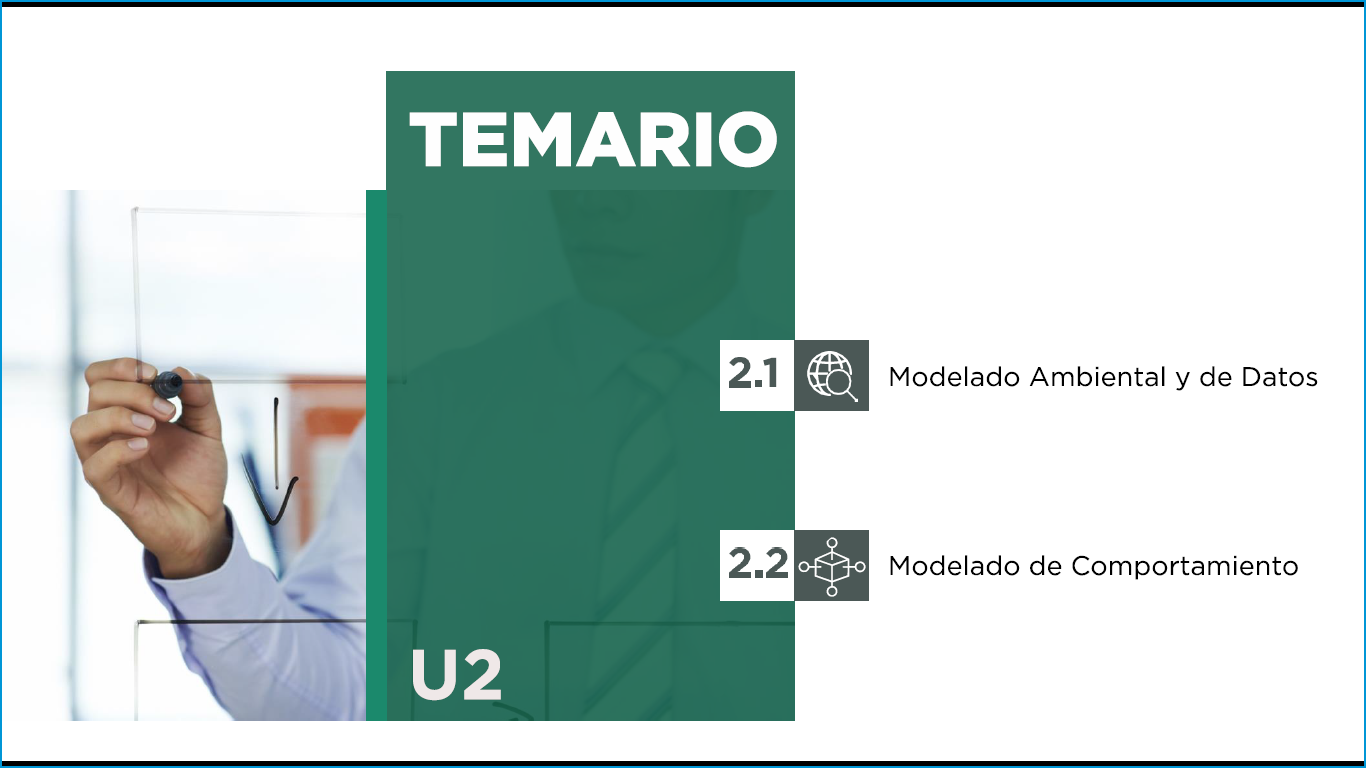 TEMARIO
2.1 Modelado Ambiental y de Datos
2.2 Modelado de Comportamiento
U2